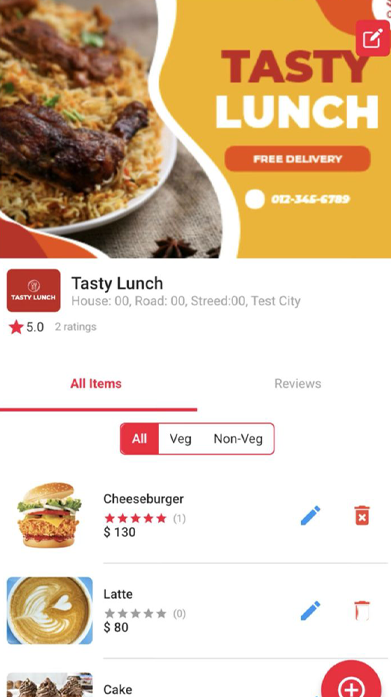 TASTY
LUNCH
FREE DELIVERY
012-345-6789
TASTY LUNCH
Tasty Lunch
House: 00, Road: 00, Streed:00, Test City
5.0 2 ratings
All Items Reviews
All Veg Non-Veg
Cheeseburger
(1)
$ 130
Latte
(0)
$ 80
Cake